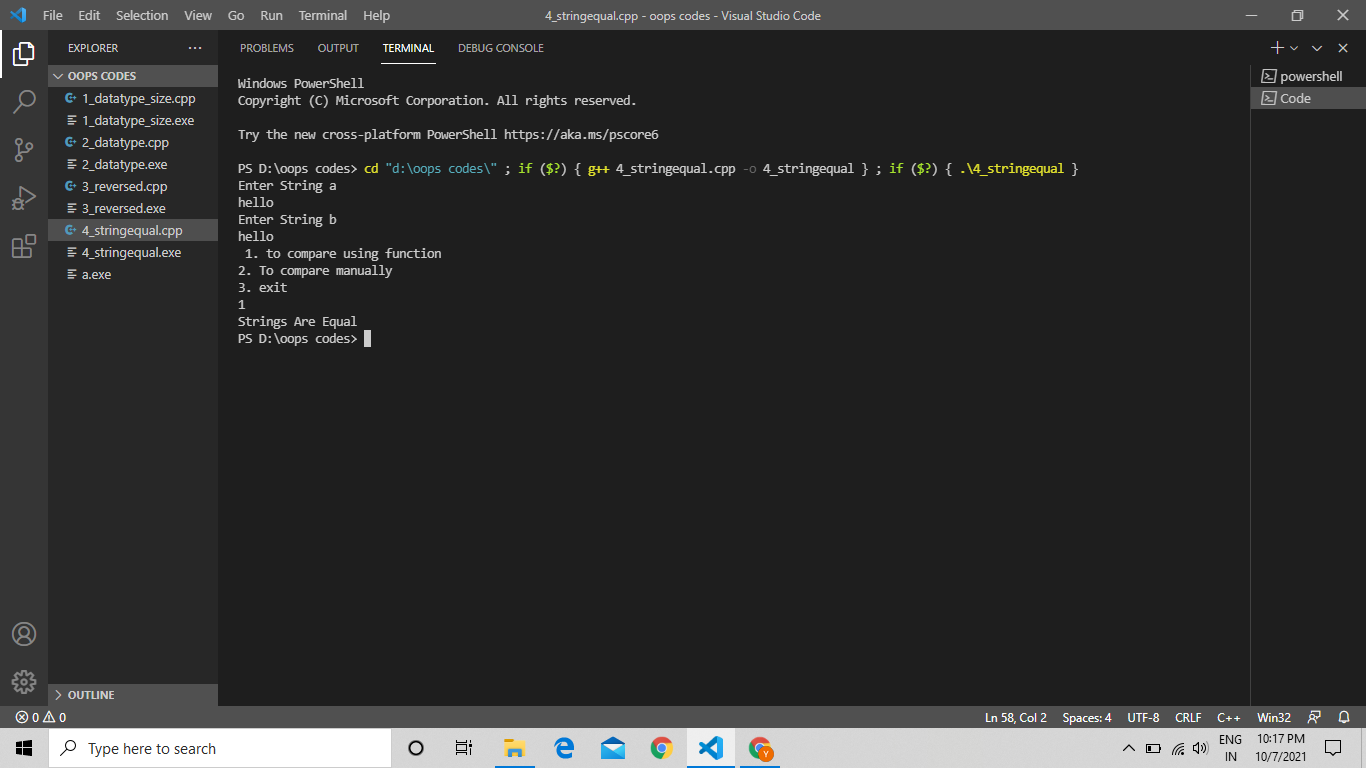 File Edit Selection View Go Run Terminal Help
4_stringequal.cpp - oops codes - Visual Studio Code
EXPLORER
OOPS CODES
1_datatype_size.cpp
1_datatype_size.exe
2_datatype.cpp
2_datatype.exe
3_reversed.cpp
3_reversed.exe
4_stringequal.cpp
4_stringequal.exe
a.exe
OUTLINE
PROBLEMS OUTPUT TERMINAL DEBUG CONSOLE
Windows PowerShell
Copyright (C) Microsoft Corporation. All rights reserved.
Try the new cross-platform PowerShell https://aka.ms/pscore6
PS D:\oops codes> cd "d:\oops codes\" ; if ($?) { g++ 4_stringequal.cpp -o 4_stringequal } ; if ($?) { .\4_stringequal }
Enter String a
hello
Enter String b
hello
1. to compare using function
2. To compare manually
3. exit
1
Strings Are Equal
PS D:\oops codes>
powershell
Code
0 0
Ln 58, Col 2 Spaces: 4 UTF-8 CRLF C++ Win32
Type here to search
Y
ENG
IN
10:17 PM
10/7/2021